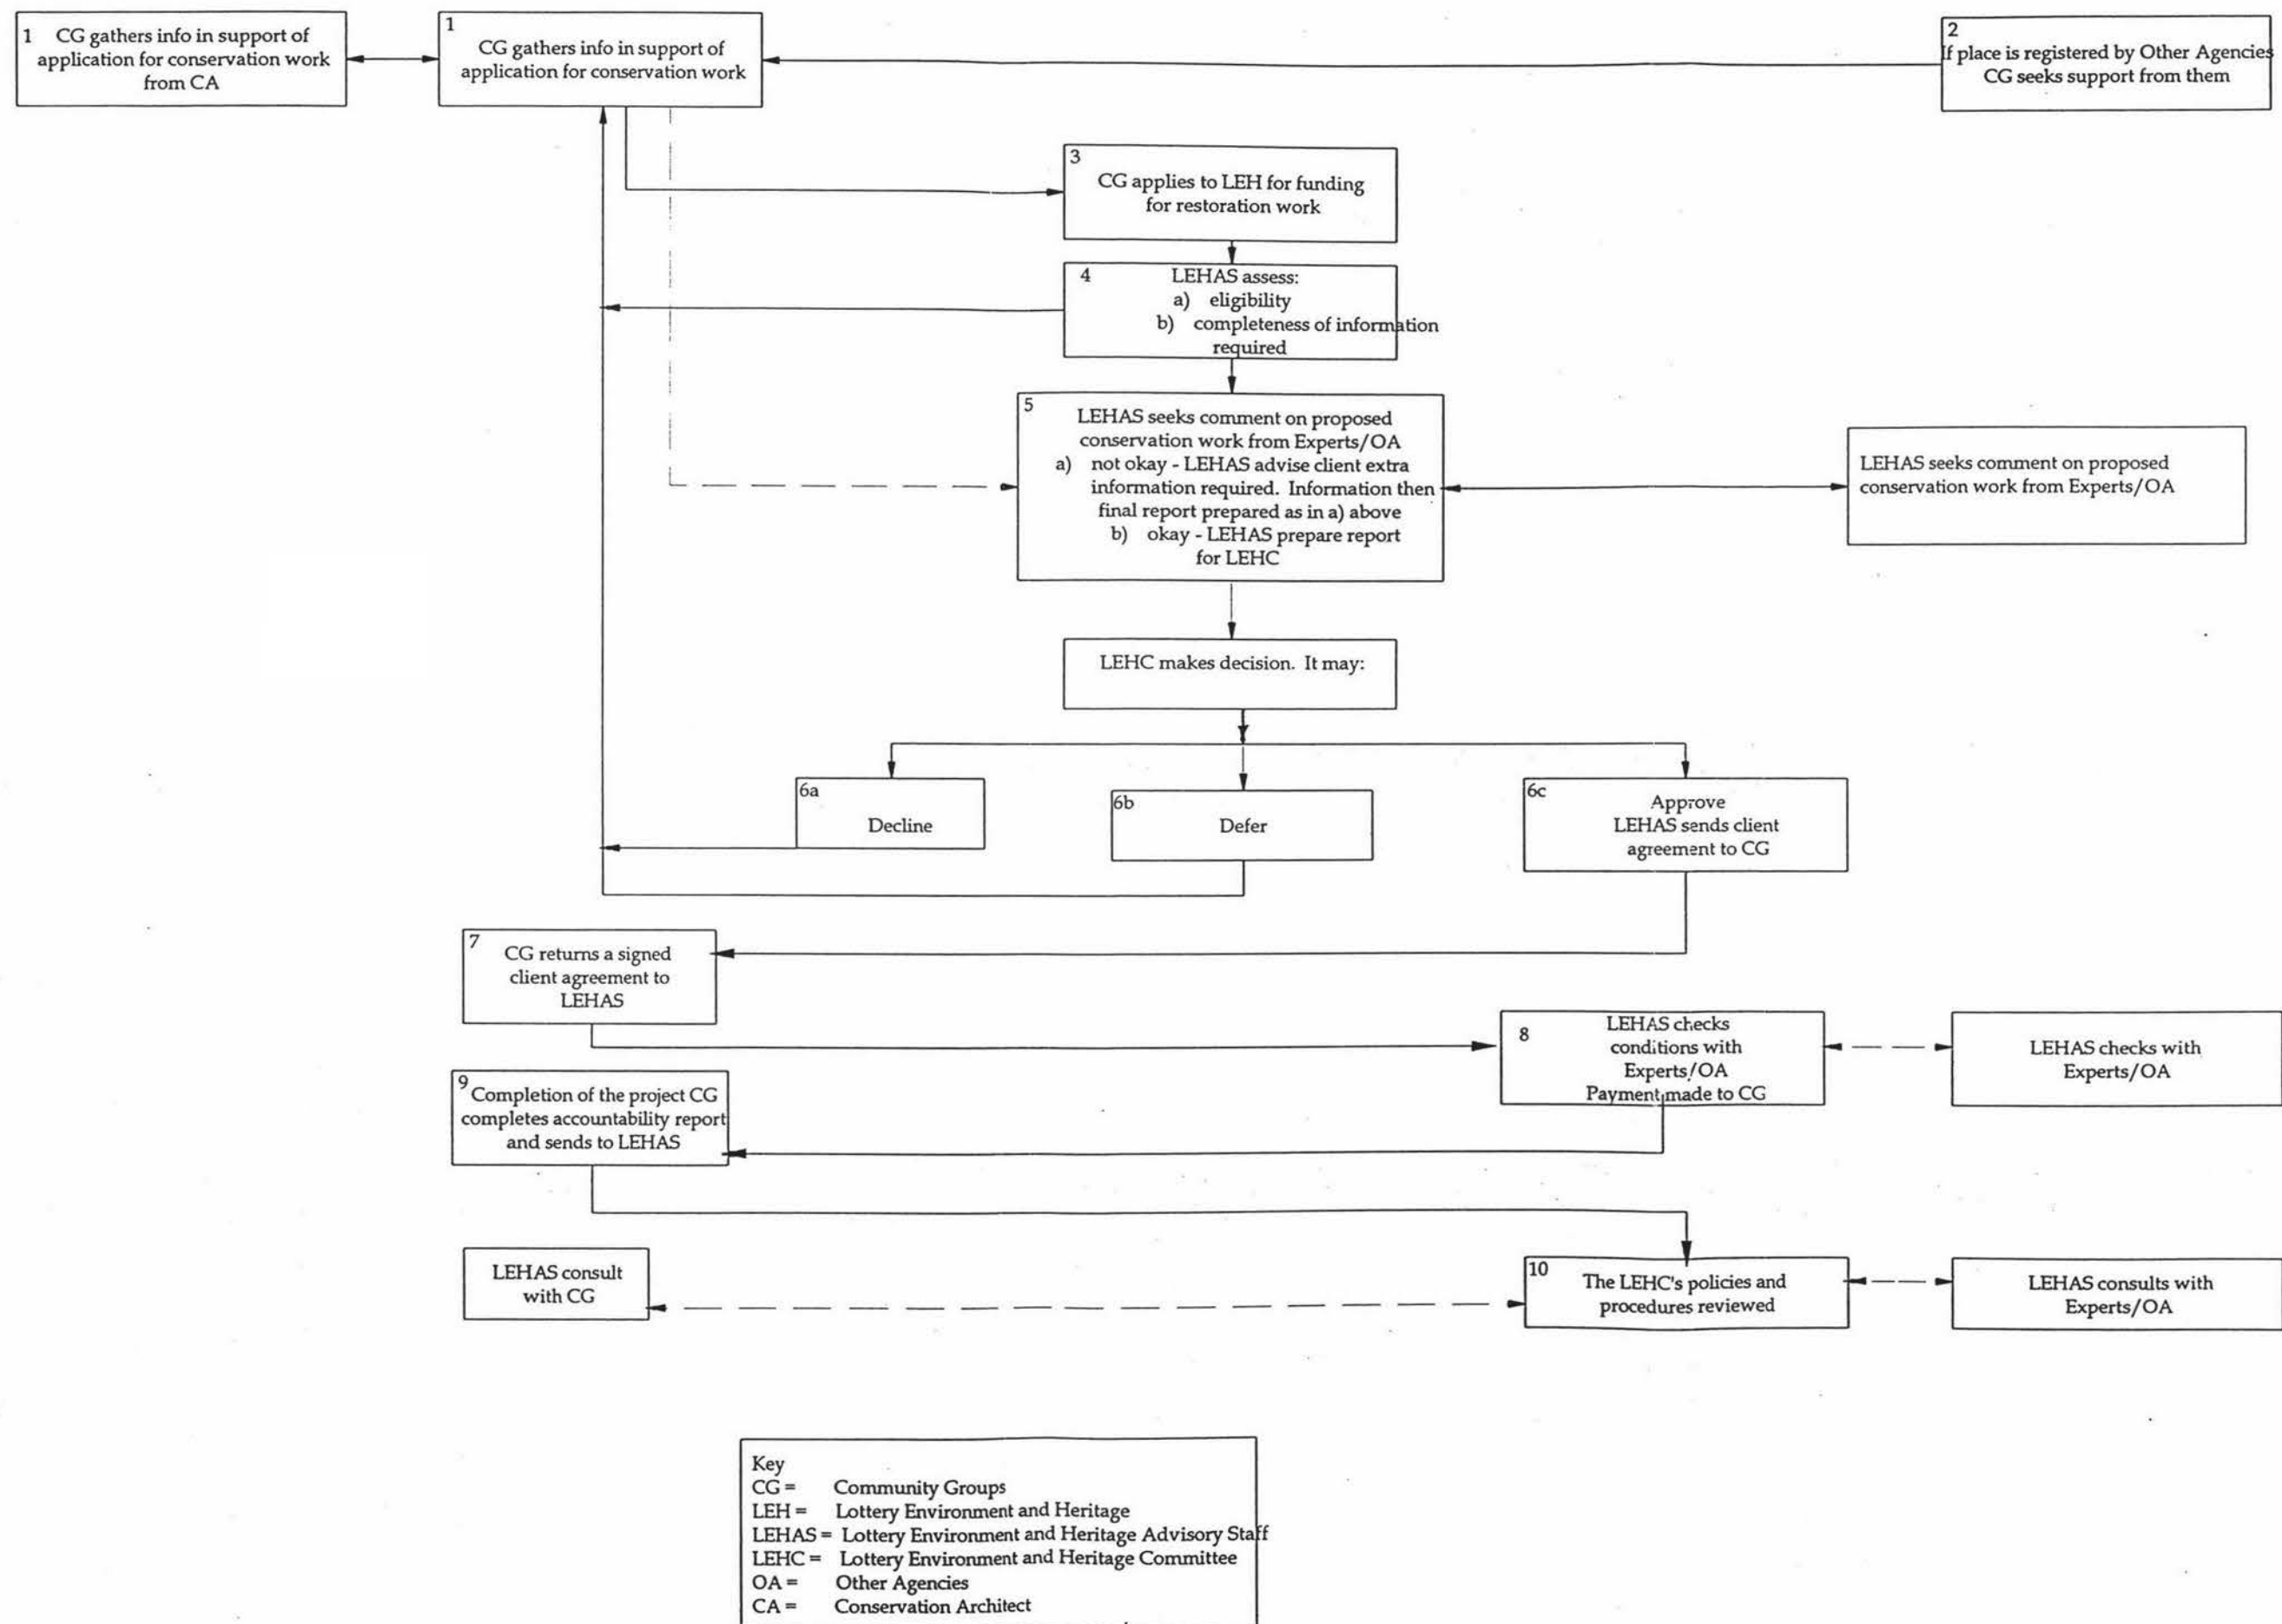 1 CG gathers info in support of
application for conservation work
from CA
1
CG gathers info in support of
application for conservation work
2
If place is registered by Other Agencies
CG seeks support from them
3
CG applies to LEH for funding
for restoration work
4 LEHAS assess:
a) eligibility
b) completeness of information
required
5
LEHAS seeks comment on proposed
conservation work from Experts/OA
a) not okay - LEHAS advise client extra
information required. Information then
final report prepared as in a) above
b) okay - LEHAS prepare report
for LEHC
LEHAS seeks comment on proposed
conservation work from Experts/OA
LEHC makes decision. It may:
6a
Decline
6b
Defer
6c
Approve
LEHAS sends client
agreement to CG
7
CG returns a signed
client agreement to
LEHAS
8
LEHAS checks
conditions with
Experts/OA
Payment made to CG
LEHAS checks with
Experts/OA
9
Completion of the project CG
completes accountability report
and sends to LEHAS
LEHAS consult
with CG
10
The LEHC's policies and
procedures reviewed
LEHAS consults with
Experts/OA
Key
CG = Community Groups
LEH = Lottery Environment and Heritage
LEHAS = Lottery Environment and Heritage Advisory Staff
LEHC = Lottery Environment and Heritage Committee
OA = Other Agencies
CA = Conservation Architect